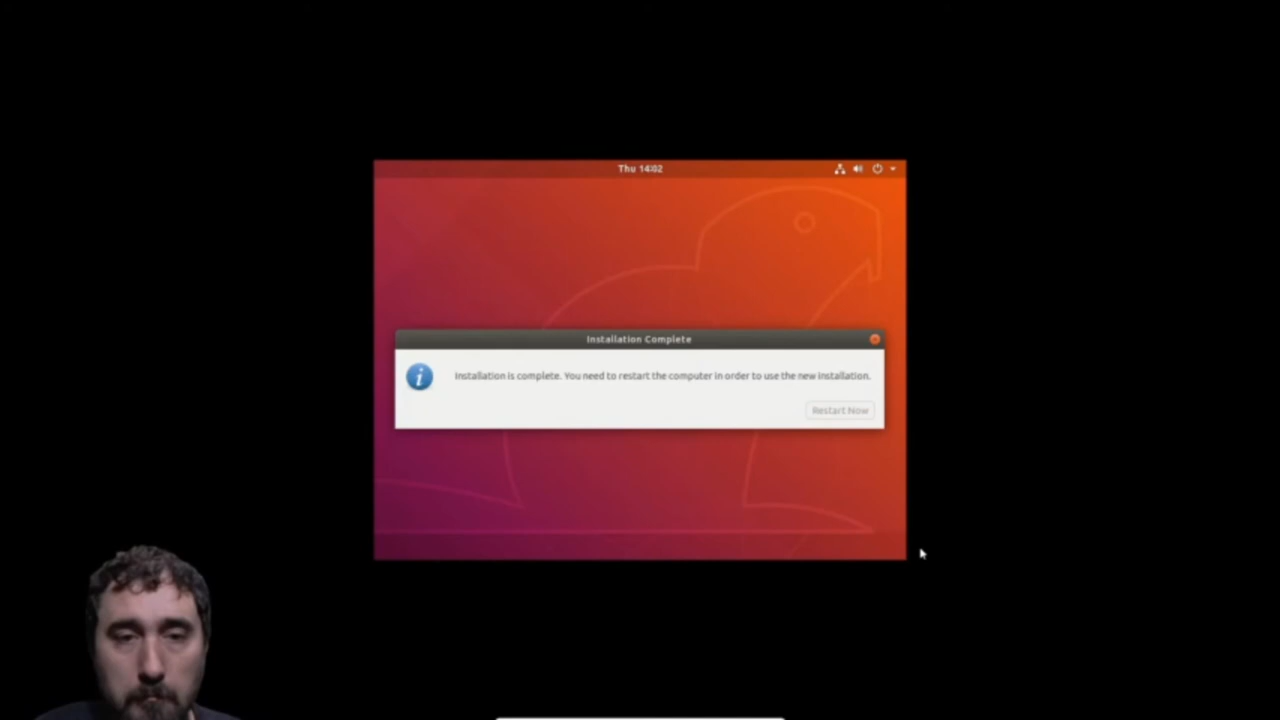 Thu 14:02
Installation Complete
Installation is complete. You need to restart the computer in order to use the new installation.
Restart Now